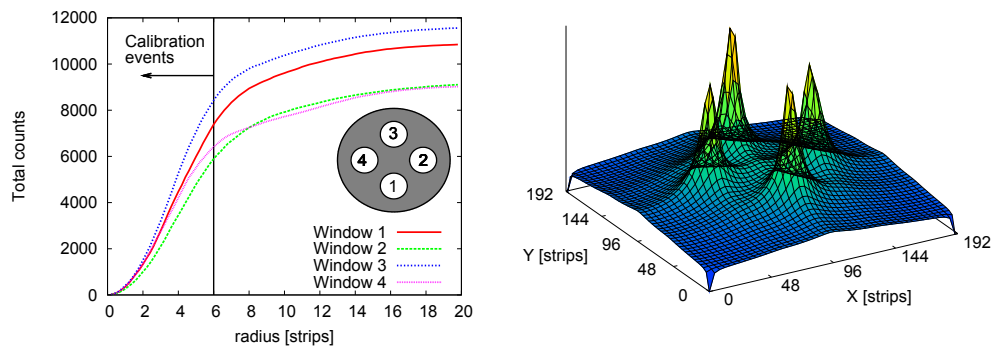 12000
10000
8000
6000
4000
2000
0
Total counts
Calibration
events
3
4
2
1
Window 1
Window 2
Window 3
Window 4
0 2 4 6 8 10 12 14 16 18 20
radius [strips]
192
144
96
48
0
Y [strips]
0
48
96
144
192
X [strips]